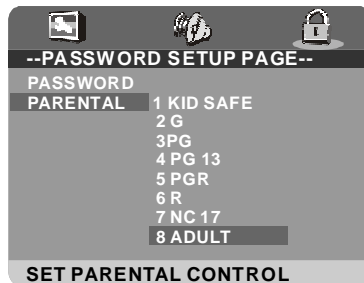 --PASSWORD SETUP PAGE--
PASSWORD
PARENTAL 1 KID SAFE
2 G
3PG
4 PG 13
5 PGR
6 R
7 NC 17
8 ADULT
SET PARENTAL CONTROL